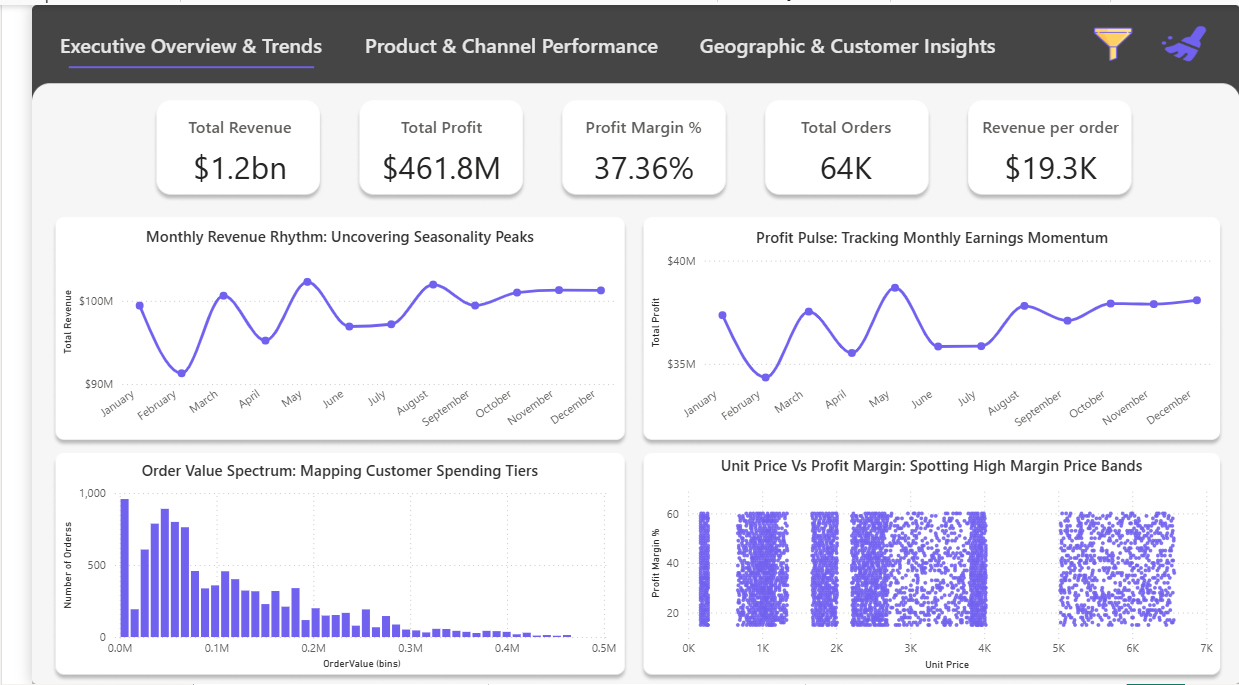 Executive Overview & Trends
Product & Channel Performance
Geographic & Customer Insights
Total Revenue
$1.2bn
Total Profit
$461.8M
Profit Margin %
37.36%
Total Orders
64K
Revenue per order
$19.3K
Monthly Revenue Rhythm: Uncovering Seasonality Peaks
Total Revenue
$100M
$90M
January
February
March
April
May
June
July
August
September
October
November
December
Profit Pulse: Tracking Monthly Earnings Momentum
Total Profit
$40M
$35M
January
February
March
April
May
June
July
August
September
October
November
December
Order Value Spectrum: Mapping Customer Spending Tiers
Number of Orderss
1,000
500
0
0.0M
0.1M
0.2M
0.3M
0.4M
0.5M
OrderValue (bins)
Unit Price Vs Profit Margin: Spotting High Margin Price Bands
Profit Margin %
60
40
20
0K
1K
2K
3K
4K
5K
6K
7K
Unit Price